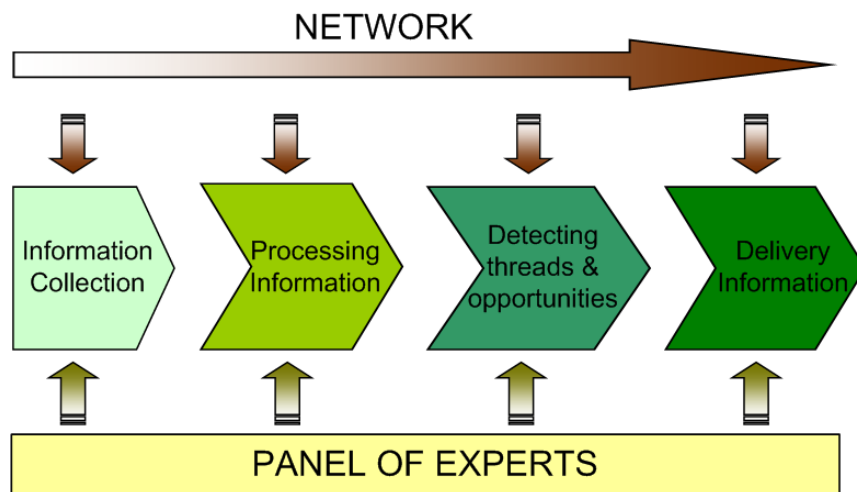 NETWORK
Information
Collection
Processing
Information
Detecting
threads &
opportunities
Delivery
Information
PANEL OF EXPERTS